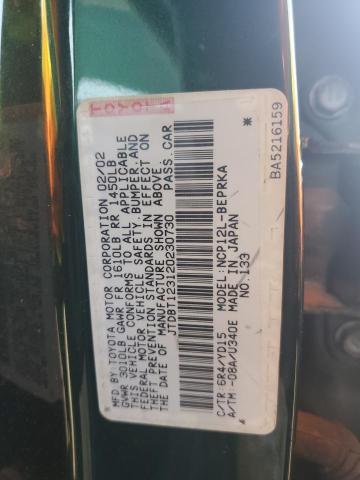 TOYOTA
MFD BY: TOYOTA MOTOR CORPORATION 02/02
GVWR 3010LB GAWR FR 1610LB RR 1450LB
THIS VEHICLE CONFORMS TO ALL APPLICABLE
FEDERAL MOTOR VEHICLE SAFETY, BUMPER, AND
THEFT PREVENTION STANDARDS IN EFFECT ON
THE DATE OF MANUFACTURE SHOWN ABOVE.
JTDBT123120230730 PASS. CAR
C/TR: 6R4/YD15 MODEL: NCP12L-BEPRKA
A/TM: -08A/U340E MADE IN JAPAN
NO.133
BA5216159